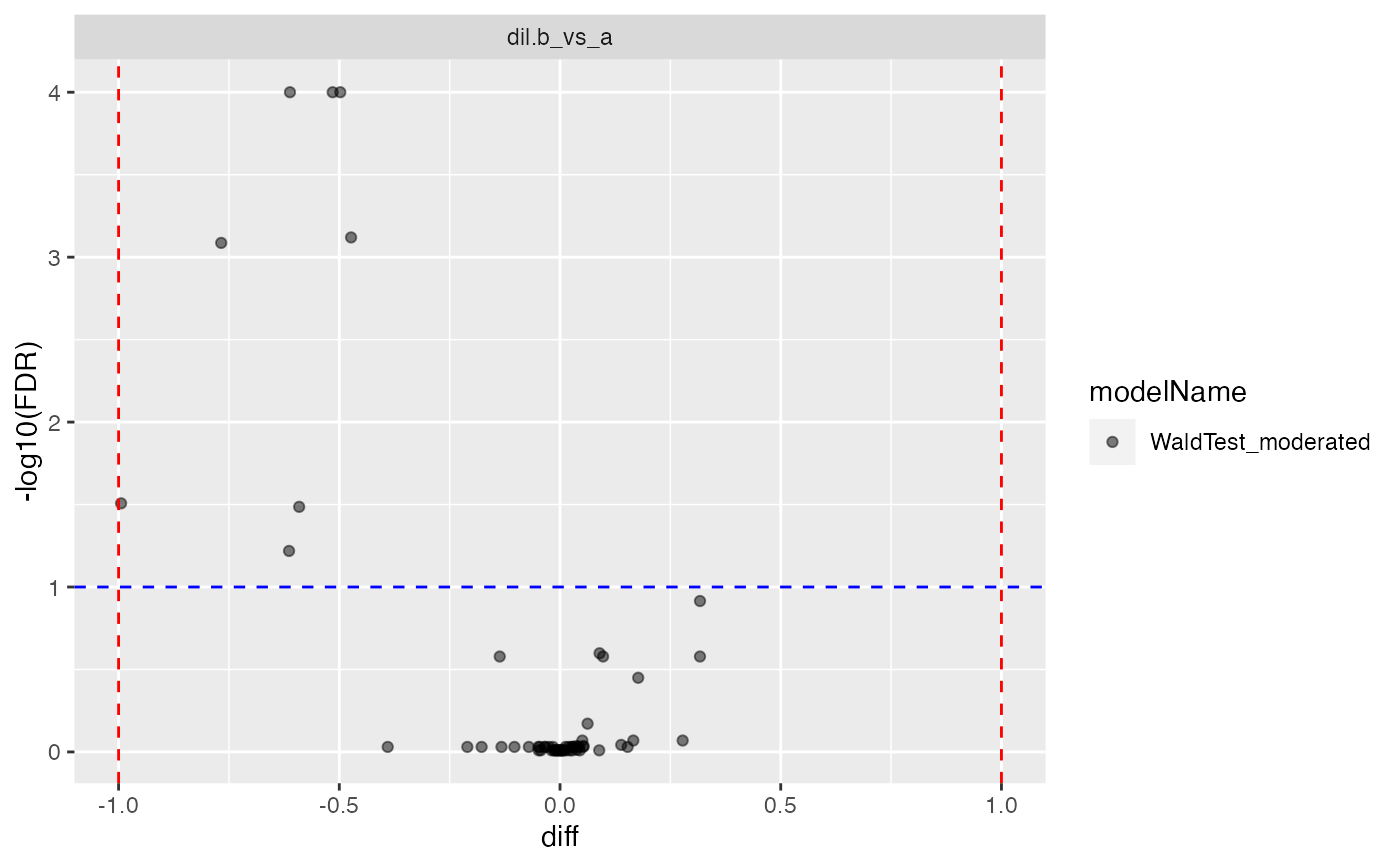 dil.b_vs_a
4
3
2
1
0
-log10(FDR)
-1.0
-0.5
0.0
0.5
1.0
diff
modelName
WaldTest_moderated